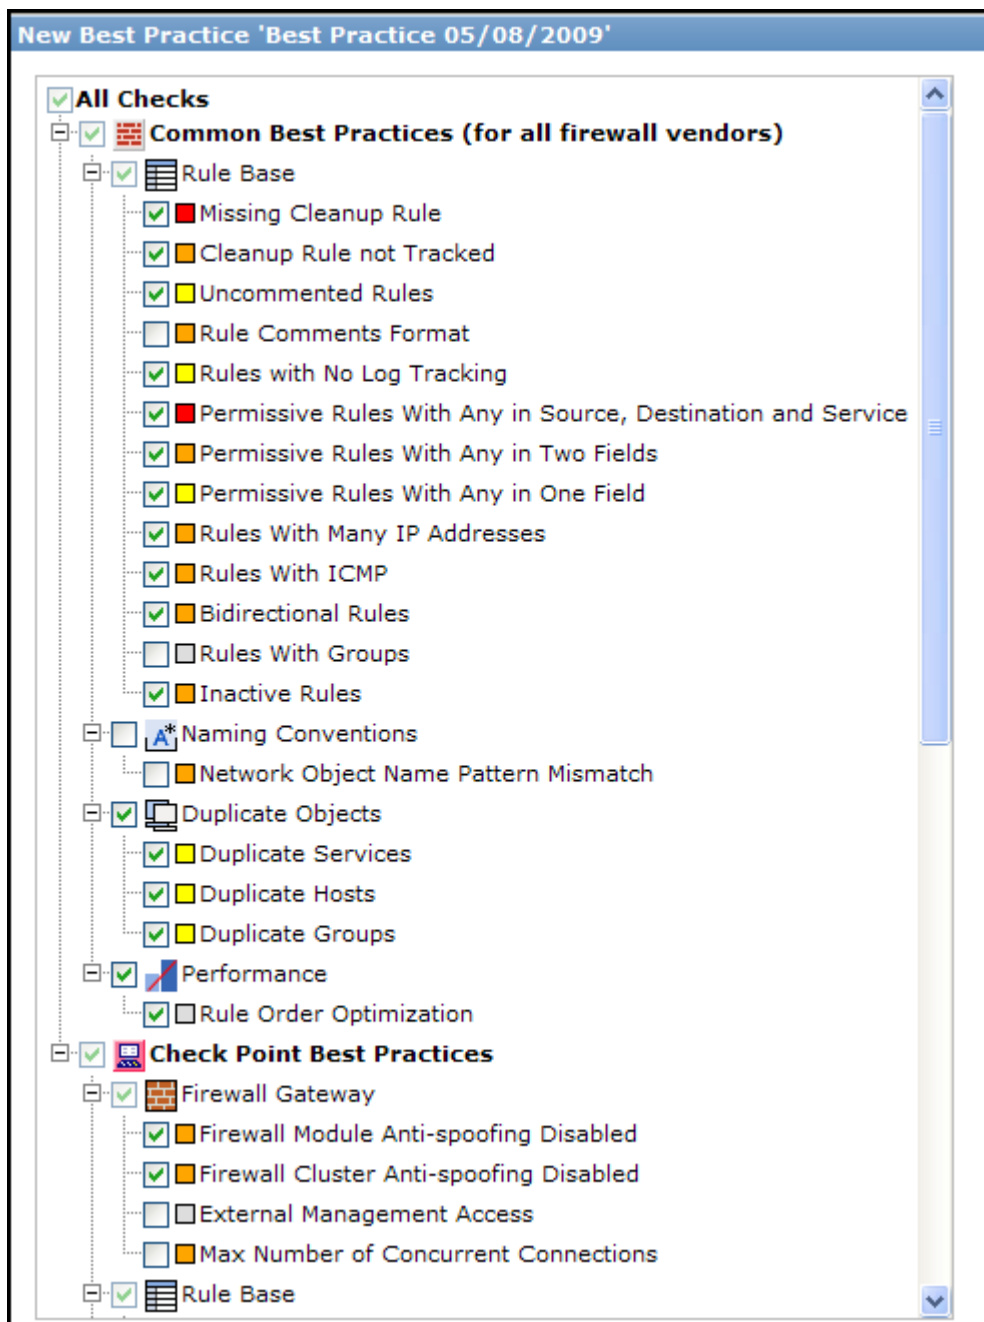 New Best Practice 'Best Practice 05/08/2009'
All Checks
Common Best Practices (for all firewall vendors)
Rule Base
Missing Cleanup Rule
Cleanup Rule not Tracked
Uncommented Rules
Rule Comments Format
Rules with No Log Tracking
Permissive Rules With Any in Source, Destination and Service
Permissive Rules With Any in Two Fields
Permissive Rules With Any in One Field
Rules With Many IP Addresses
Rules With ICMP
Bidirectional Rules
Rules With Groups
Inactive Rules
A* Naming Conventions
Network Object Name Pattern Mismatch
Duplicate Objects
Duplicate Services
Duplicate Hosts
Duplicate Groups
Performance
Rule Order Optimization
Check Point Best Practices
Firewall Gateway
Firewall Module Anti-spoofing Disabled
Firewall Cluster Anti-spoofing Disabled
External Management Access
Max Number of Concurrent Connections
Rule Base